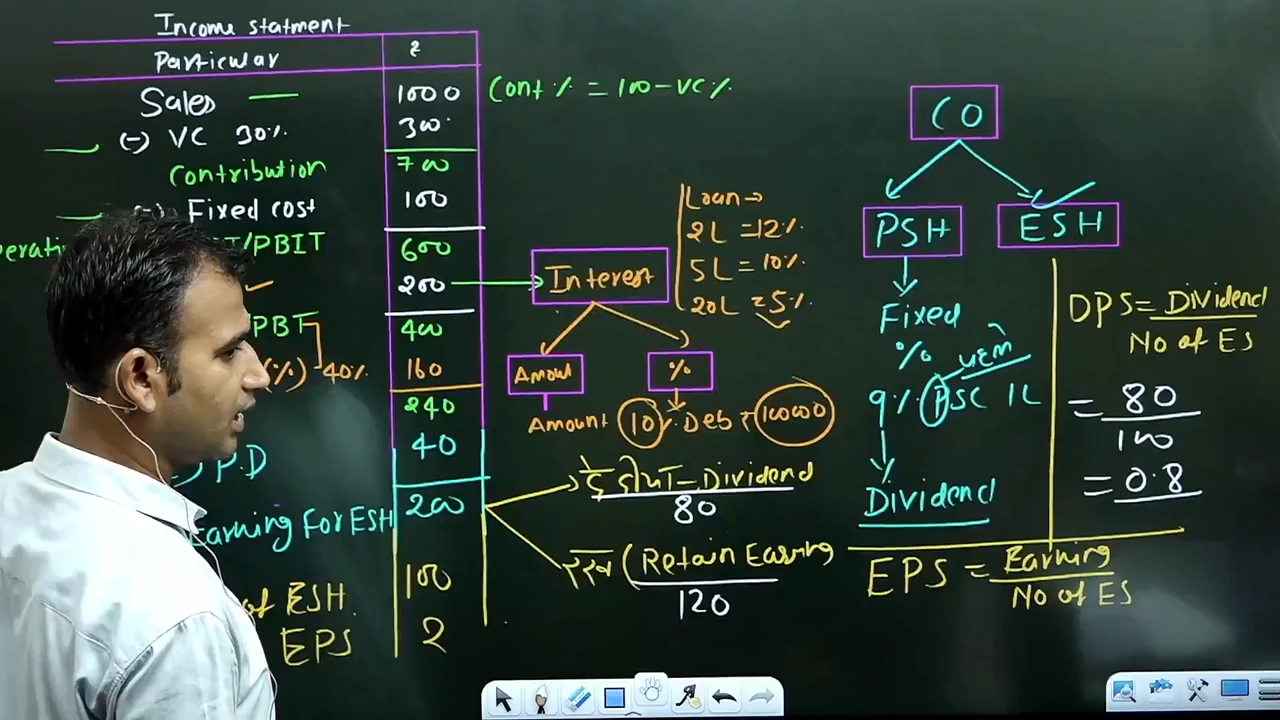 Income statment
Particular ₹
Sales 1000
(-) VC 30% 300
Contribution 700
Fixed cost 100
T/PBIT 600
200
PBT 400
(%) 40% 160
240
P.D 40
Earning For ESH 200
of ESH 100
EPS 2
Cont % = 100 - VC%
Interest
Amount
%
Amount 10% Deb 100000
Loan →
2L = 12%
5L = 10%
20L = 5%
Dividend
80
(Retain Earning
120
CO
PSH
ESH
Fixed
%
9% PSC 1L
Dividend
DPS = Dividend
No of ES
= 80
100
= 0.8
EPS = Earning
No of ES